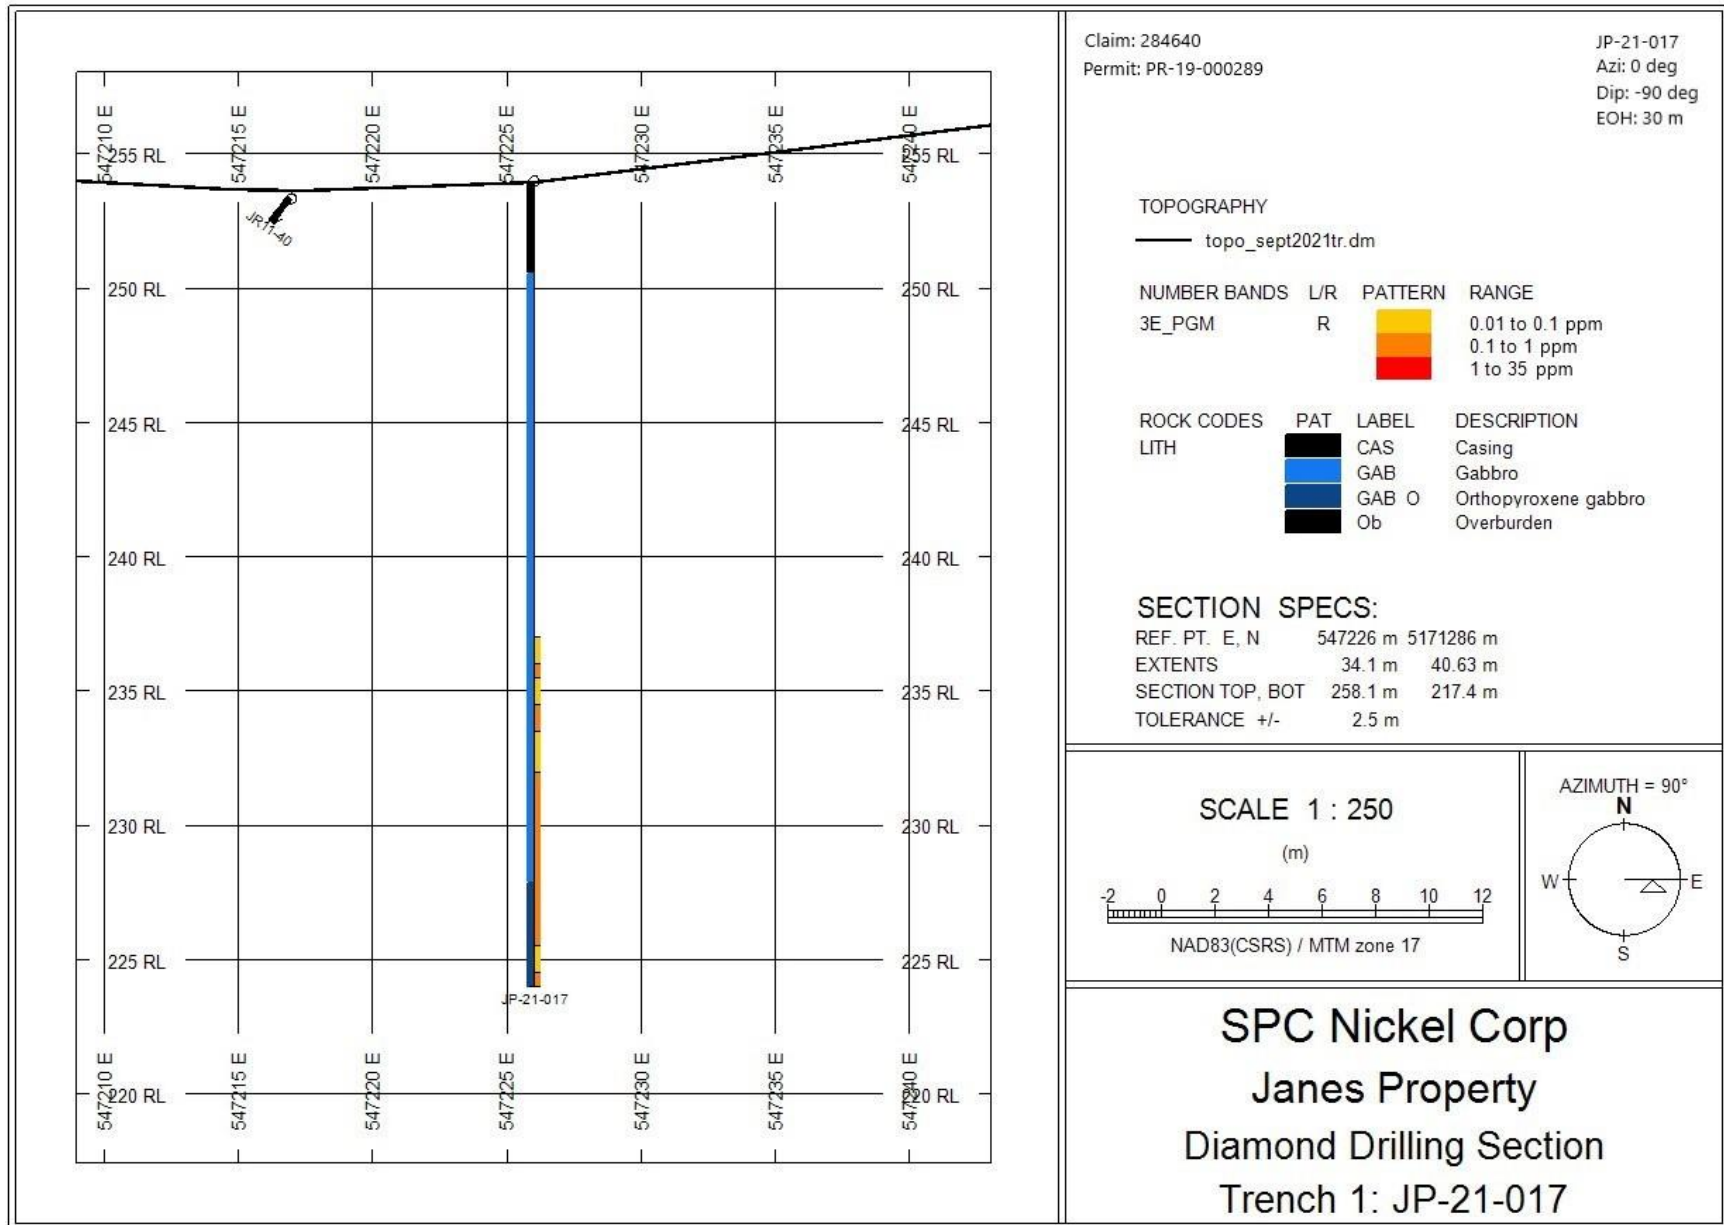 547210 E 547215 E 547220 E 547225 E 547230 E 547235 E 547240 E
255 RL 255 RL
JR11-40
250 RL 250 RL
245 RL 245 RL
240 RL 240 RL
235 RL 235 RL
230 RL 230 RL
225 RL 225 RL
JP-21-017
220 RL 220 RL
547210 E 547215 E 547220 E 547225 E 547230 E 547235 E 547240 E
Claim: 284640
Permit: PR-19-000289
JP-21-017
Azi: 0 deg
Dip: -90 deg
EOH: 30 m
TOPOGRAPHY
topo_sept2021tr.dm
NUMBER BANDS L/R PATTERN RANGE
3E_PGM R 0.01 to 0.1 ppm
0.1 to 1 ppm
1 to 35 ppm
ROCK CODES PAT LABEL DESCRIPTION
LITH CAS Casing
GAB Gabbro
GAB O Orthopyroxene gabbro
Ob Overburden
SECTION SPECS:
REF. PT. E, N 547226 m 5171286 m
EXTENTS 34.1 m 40.63 m
SECTION TOP, BOT 258.1 m 217.4 m
TOLERANCE +/- 2.5 m
SCALE 1 : 250
(m)
-2 0 2 4 6 8 10 12
NAD83(CSRS) / MTM zone 17
AZIMUTH = 90°
N
W E
S
SPC Nickel Corp
Janes Property
Diamond Drilling Section
Trench 1: JP-21-017